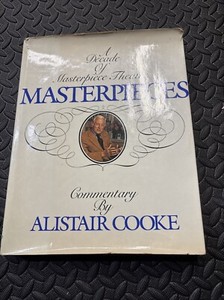 A
Decade
Of
Masterpiece Theatre
MASTERPIECES
Commentary
By
ALISTAIR COOKE